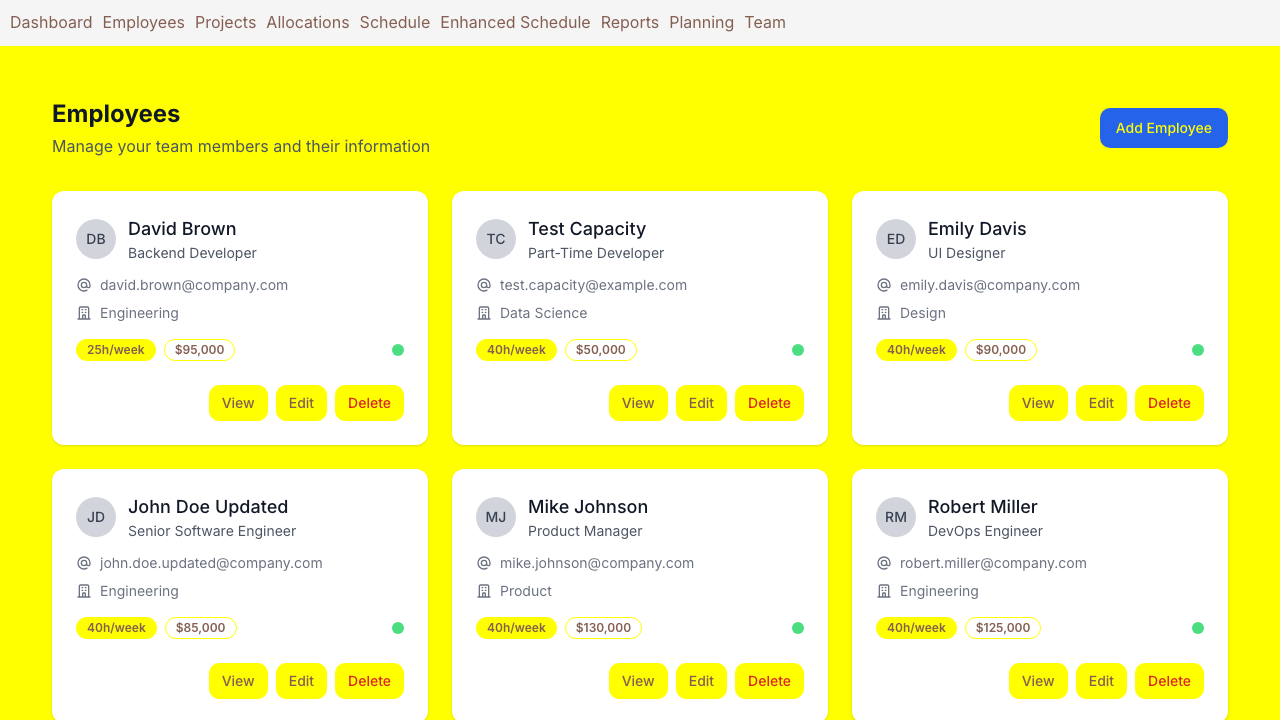 Dashboard Employees Projects Allocations Schedule Enhanced Schedule Reports Planning Team
Employees
Manage your team members and their information
Add Employee
DB
David Brown
Backend Developer
david.brown@company.com
Engineering
25h/week $95,000
View Edit Delete
TC
Test Capacity
Part-Time Developer
test.capacity@example.com
Data Science
40h/week $50,000
View Edit Delete
ED
Emily Davis
UI Designer
emily.davis@company.com
Design
40h/week $90,000
View Edit Delete
JD
John Doe Updated
Senior Software Engineer
john.doe.updated@company.com
Engineering
40h/week $85,000
View Edit Delete
MJ
Mike Johnson
Product Manager
mike.johnson@company.com
Product
40h/week $130,000
View Edit Delete
RM
Robert Miller
DevOps Engineer
robert.miller@company.com
Engineering
40h/week $125,000
View Edit Delete